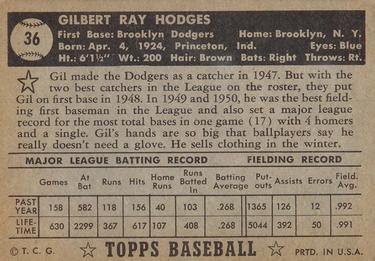 36
GILBERT RAY HODGES
First Base: Brooklyn Dodgers Home: Brooklyn, N. Y.
Born: Apr. 4, 1924, Princeton, Ind. Eyes: Blue
Ht.: 6'1½" Wt.: 200 Hair: Brown Bats: Right Throws: Rt.
Gil made the Dodgers as a catcher in 1947. But with the
two best catchers in the League on the roster, they put
Gil on first base in 1948. In 1949 and 1950, he was the best field-
ing first baseman in the League and also set a major league
record for the most total bases in one game (17) with 4 homers
and a single. Gil's hands are so big that ballplayers say he
really doesn't need a glove. He sells clothing in the winter.
MAJOR LEAGUE BATTING RECORD FIELDING RECORD
Games At Bat Runs Hits Home Runs Runs Batted In Batting Average Put-outs Assists Errors Field. Av.
PAST YEAR 158 582 118 156 40 103 .268 1365 126 12 .992
LIFE-TIME 630 2299 367 617 107 408 .268 5044 392 50 .991
© T. C. G. TOPPS BASEBALL PRTD. IN U.S.A.